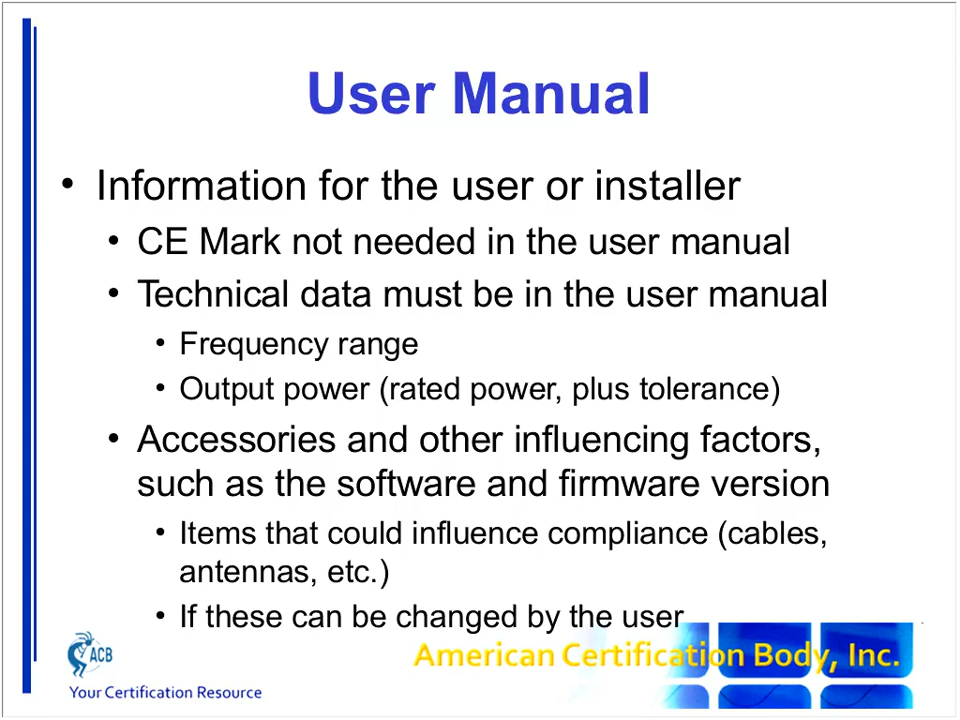 User Manual
• Information for the user or installer
• CE Mark not needed in the user manual
• Technical data must be in the user manual
• Frequency range
• Output power (rated power, plus tolerance)
• Accessories and other influencing factors,
such as the software and firmware version
• Items that could influence compliance (cables,
antennas, etc.)
• If these can be changed by the user
ACB
American Certification Body, Inc.
Your Certification Resource